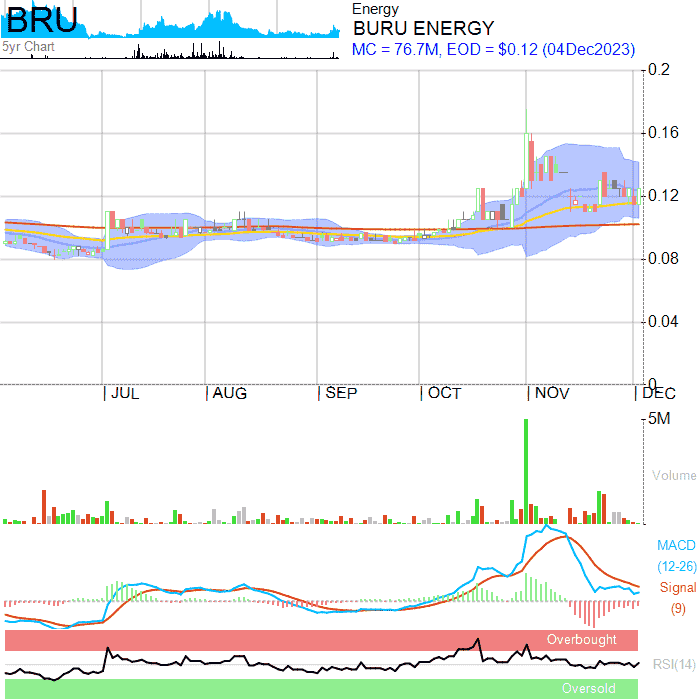 BRU
5yr Chart
Energy
BURU ENERGY
MC = 76.7M, EOD = $0.12 (04Dec2023)
0.2
0.16
0.12
0.08
0.04
0
JUL AUG SEP OCT NOV DEC
5M
Volume
MACD
(12-26)
Signal
(9)
Overbought
RSI(14)
Oversold